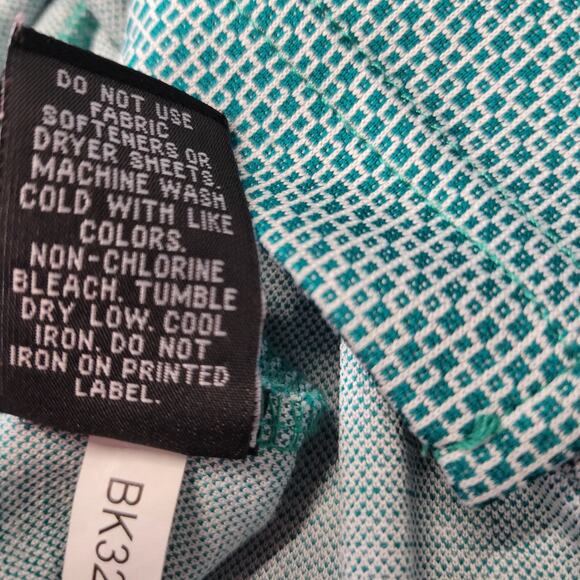 DO NOT USE
FABRIC
SOFTENERS OR
DRYER SHEETS.
MACHINE WASH
COLD WITH LIKE
COLORS.
NON-CHLORINE
BLEACH. TUMBLE
DRY LOW. COOL
IRON. DO NOT
IRON ON PRINTED
LABEL.
BK32